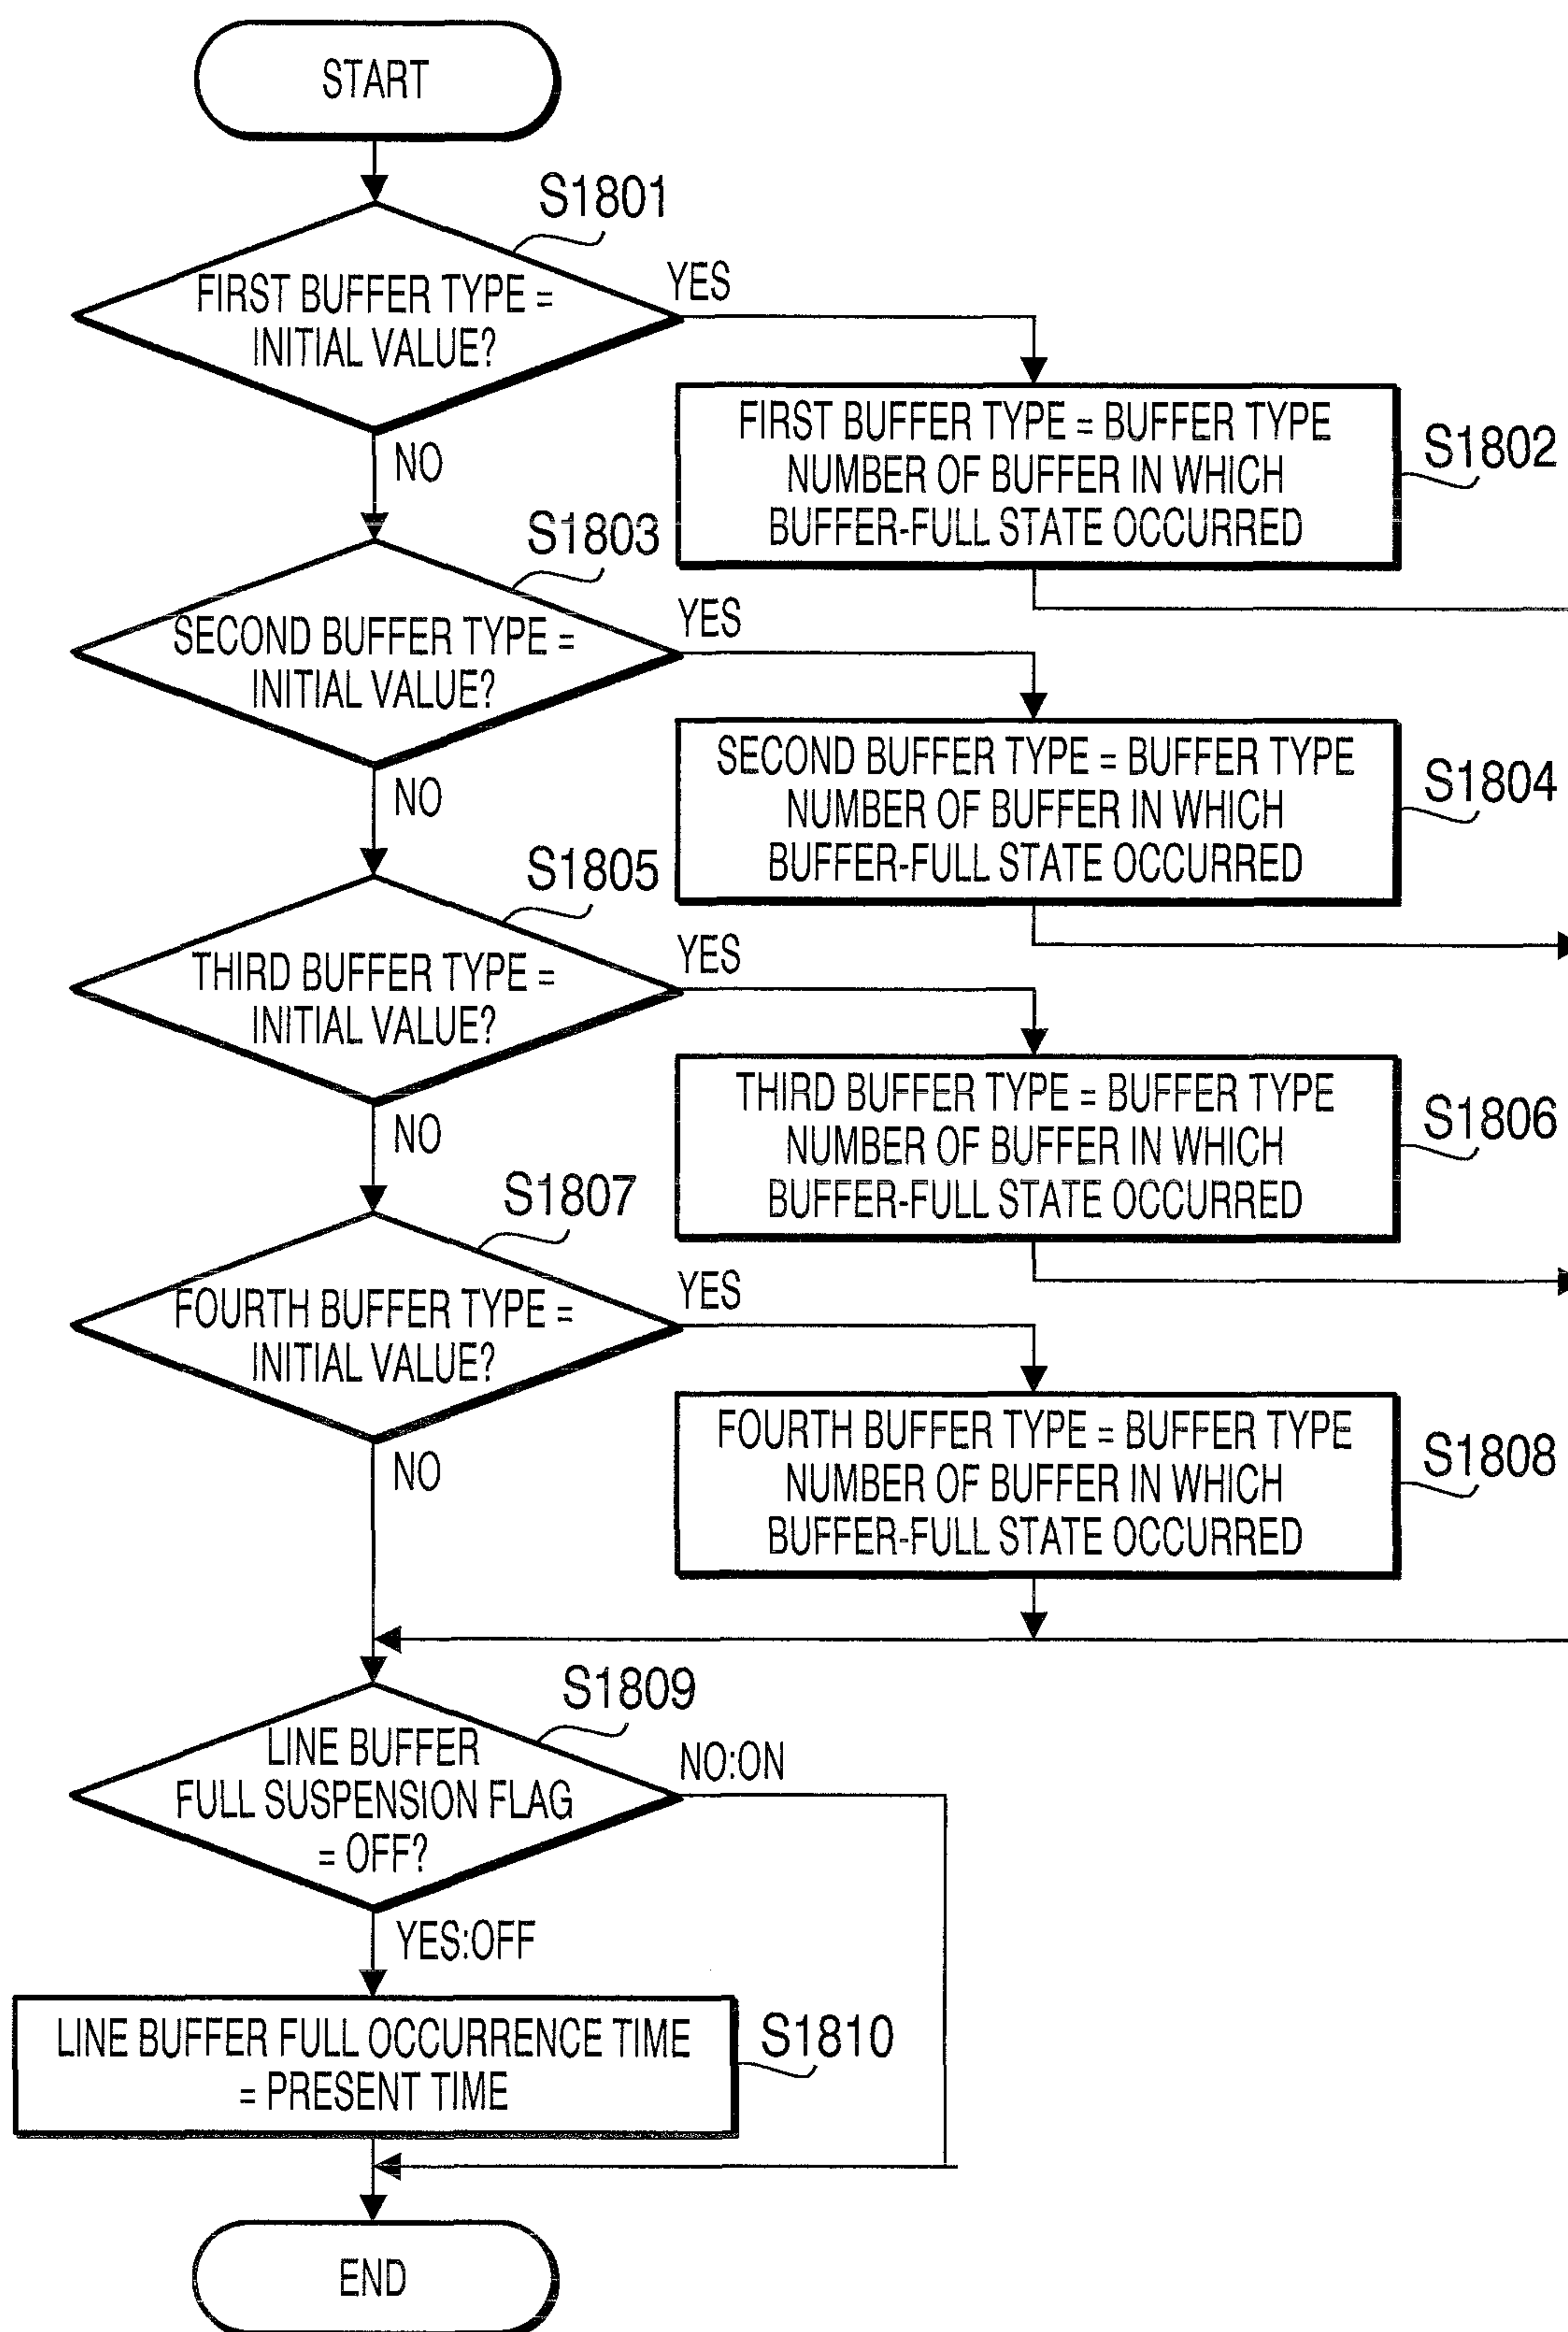 START
S1801
FIRST BUFFER TYPE =
INITIAL VALUE?
YES
NO
FIRST BUFFER TYPE = BUFFER TYPE
NUMBER OF BUFFER IN WHICH
BUFFER-FULL STATE OCCURRED
S1802
S1803
SECOND BUFFER TYPE =
INITIAL VALUE?
YES
NO
SECOND BUFFER TYPE = BUFFER TYPE
NUMBER OF BUFFER IN WHICH
BUFFER-FULL STATE OCCURRED
S1804
S1805
THIRD BUFFER TYPE =
INITIAL VALUE?
YES
NO
THIRD BUFFER TYPE = BUFFER TYPE
NUMBER OF BUFFER IN WHICH
BUFFER-FULL STATE OCCURRED
S1806
S1807
FOURTH BUFFER TYPE =
INITIAL VALUE?
YES
NO
FOURTH BUFFER TYPE = BUFFER TYPE
NUMBER OF BUFFER IN WHICH
BUFFER-FULL STATE OCCURRED
S1808
S1809
LINE BUFFER
FULL SUSPENSION FLAG
= OFF?
NO:ON
YES:OFF
LINE BUFFER FULL OCCURRENCE TIME
= PRESENT TIME
S1810
END